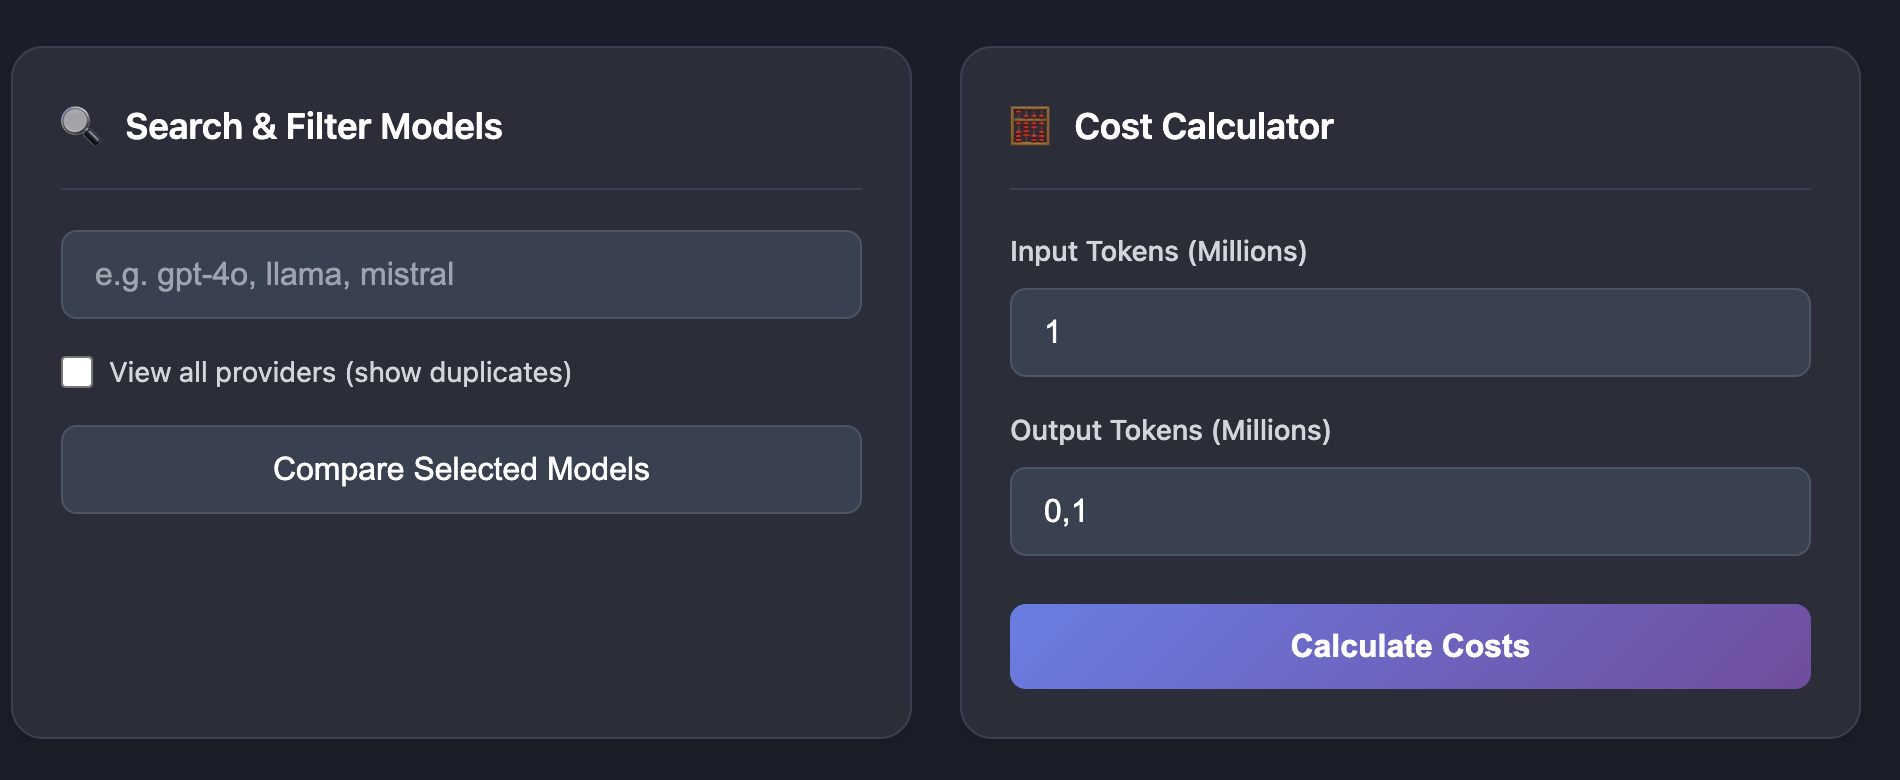 Search & Filter Models
e.g. gpt-4o, llama, mistral
View all providers (show duplicates)
Compare Selected Models
Cost Calculator
Input Tokens (Millions)
1
Output Tokens (Millions)
0,1
Calculate Costs